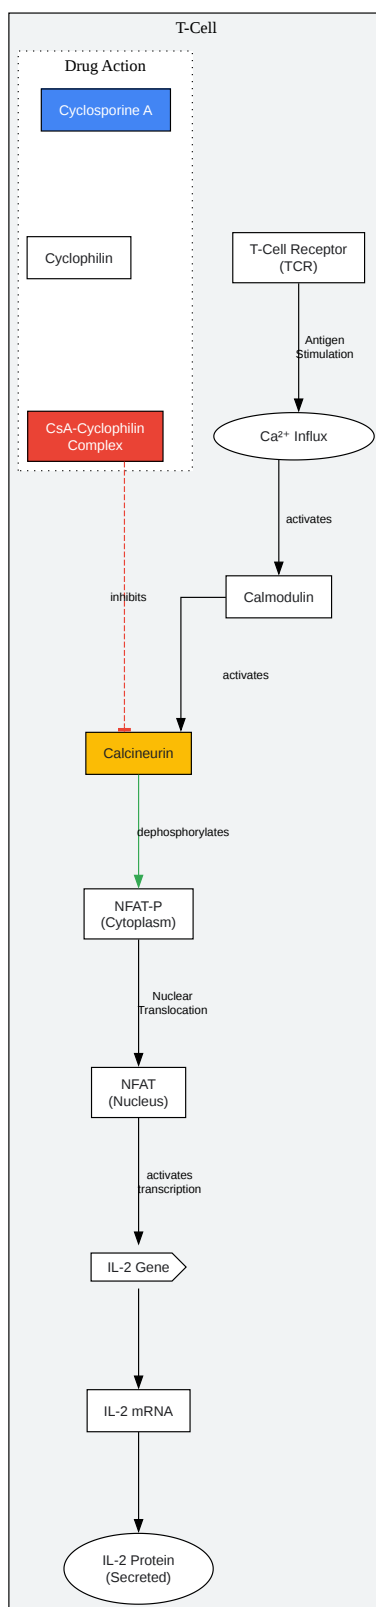 T-Cell
Drug Action
Cyclosporine A
Cyclophilin
T-Cell Receptor
(TCR)
Antigen
Stimulation
CsA-Cyclophilin
Complex
Ca²⁺ Influx
activates
inhibits
Calmodulin
activates
Calcineurin
dephosphorylates
NFAT-P
(Cytoplasm)
Nuclear
Translocation
NFAT
(Nucleus)
activates
transcription
IL-2 Gene
IL-2 mRNA
IL-2 Protein
(Secreted)